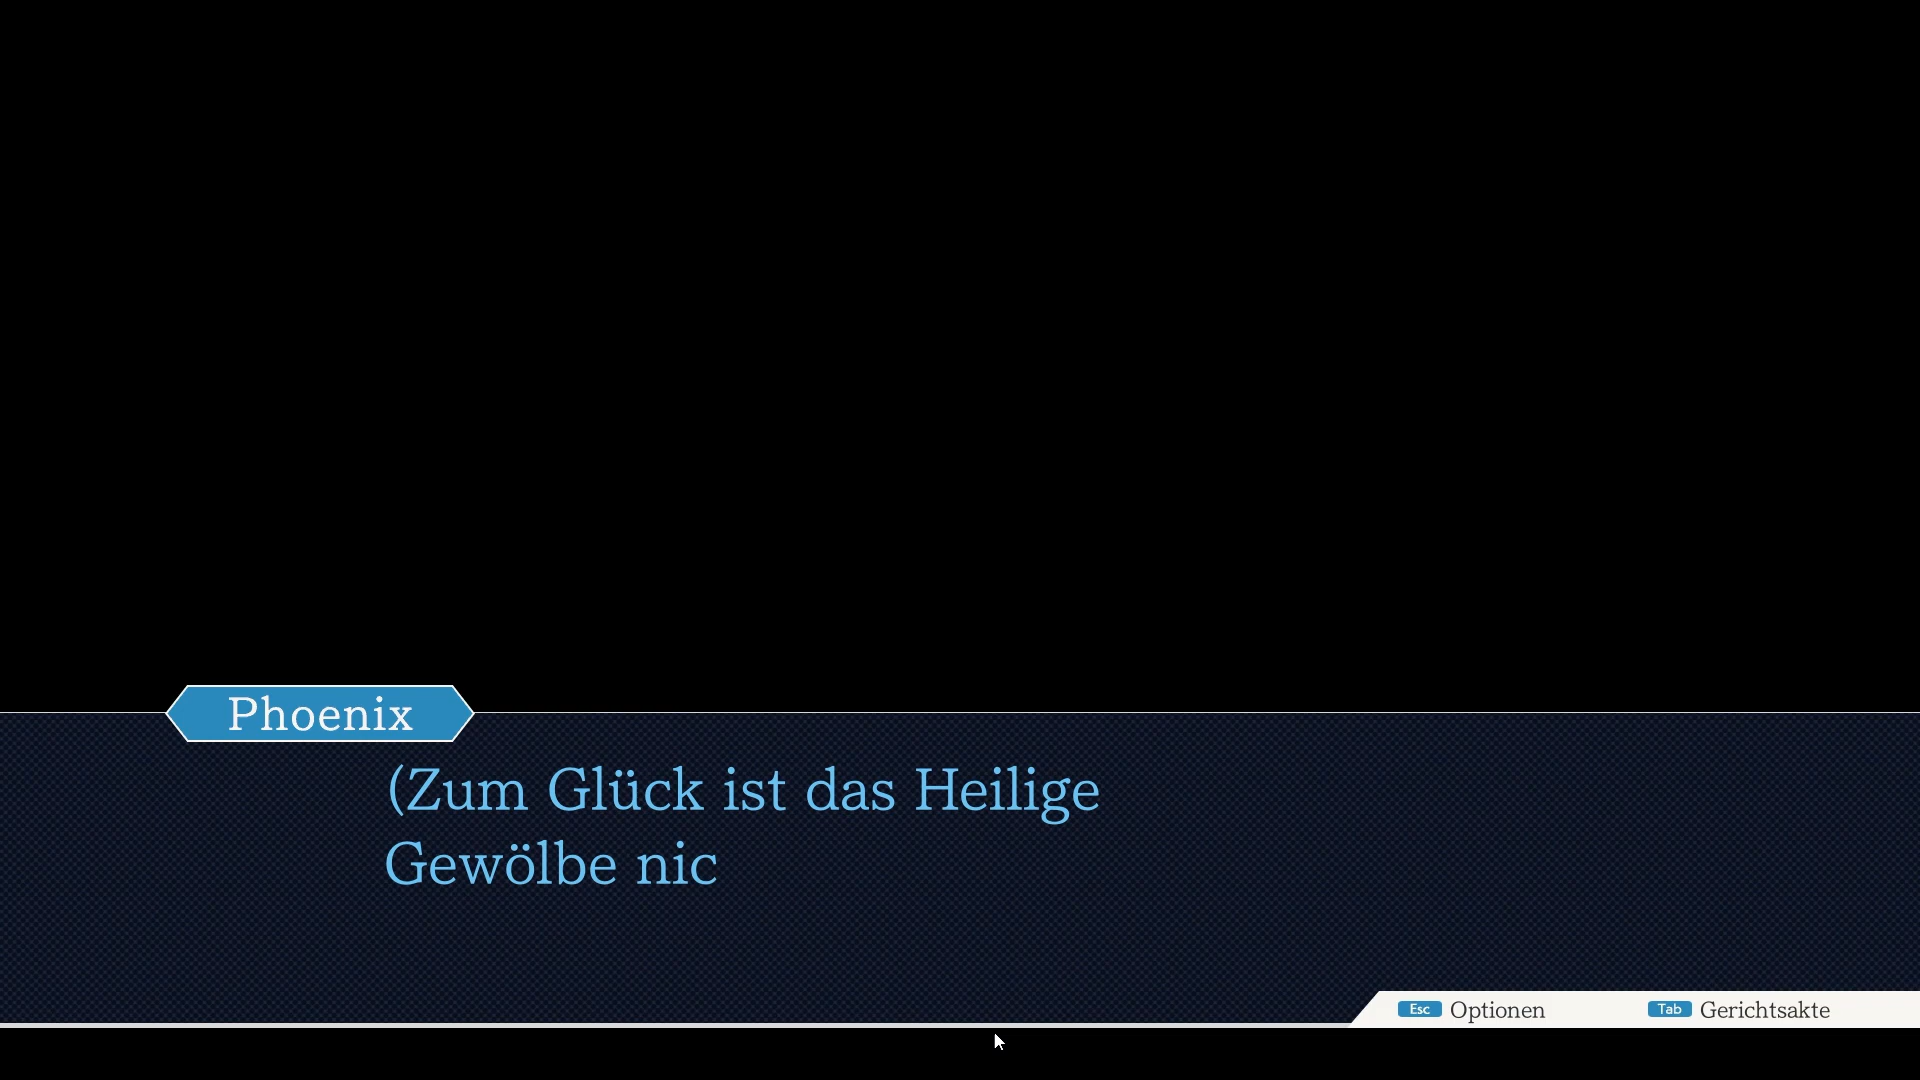 Phoenix
(Zum Glück ist das Heilige
Gewölbe nic
Esc Optionen Tab Gerichtsakte